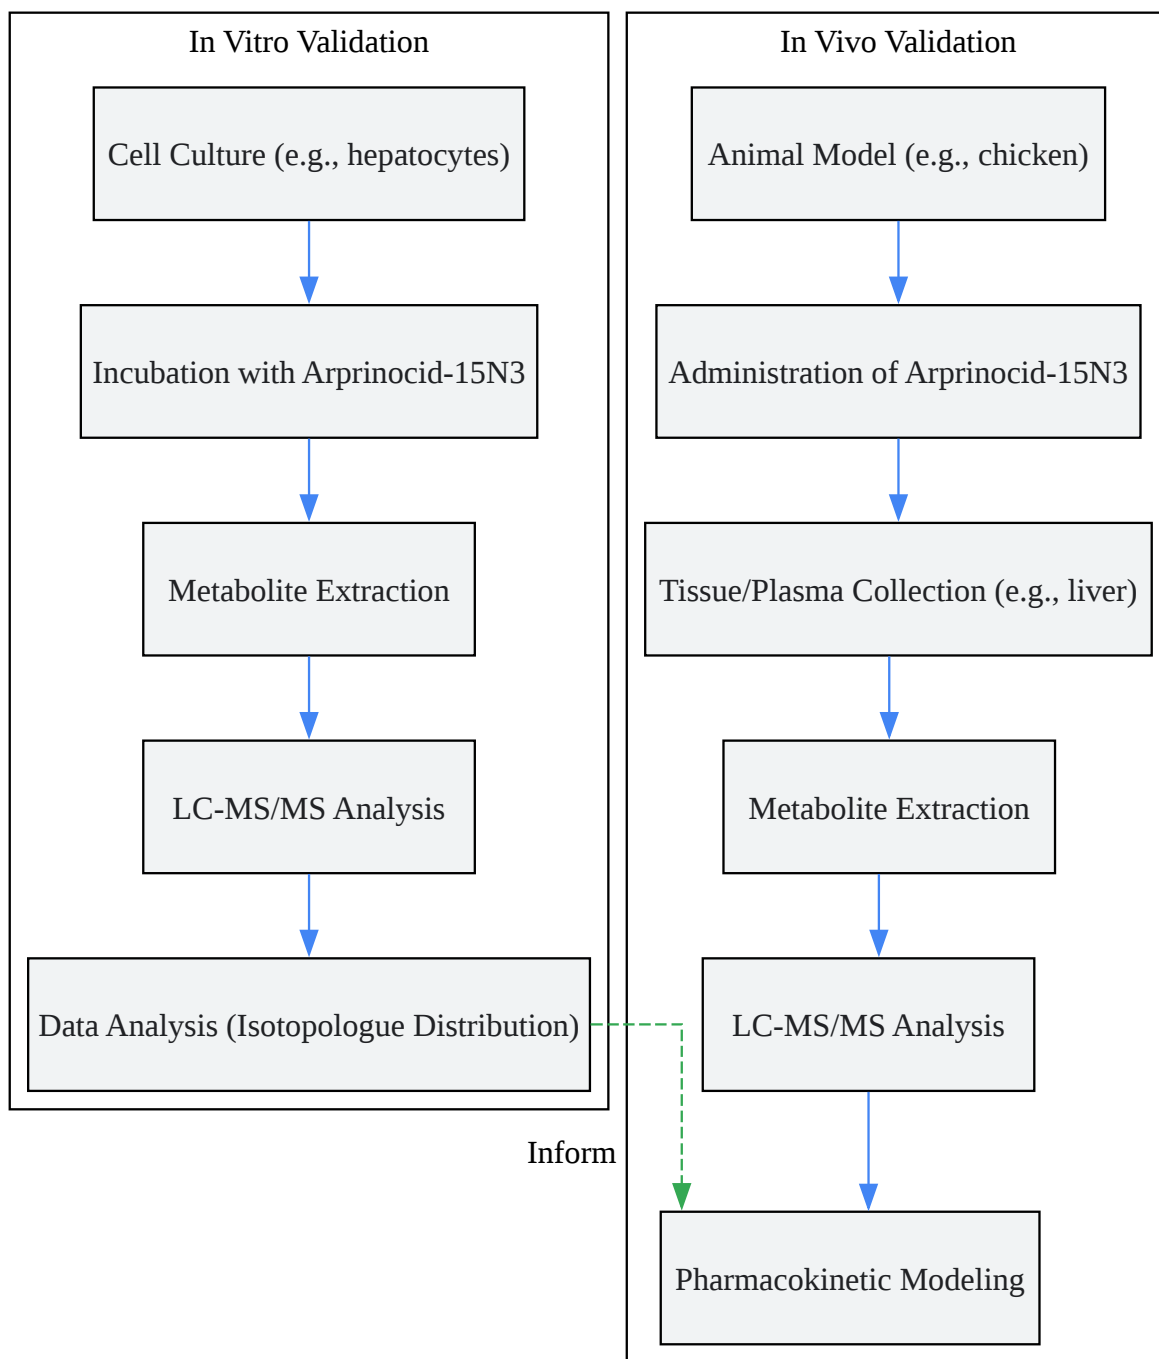 In Vitro Validation
Cell Culture (e.g., hepatocytes)
Incubation with Arprinocid-15N3
Metabolite Extraction
LC-MS/MS Analysis
Data Analysis (Isotopologue Distribution)
Inform
In Vivo Validation
Animal Model (e.g., chicken)
Administration of Arprinocid-15N3
Tissue/Plasma Collection (e.g., liver)
Metabolite Extraction
LC-MS/MS Analysis
Pharmacokinetic Modeling